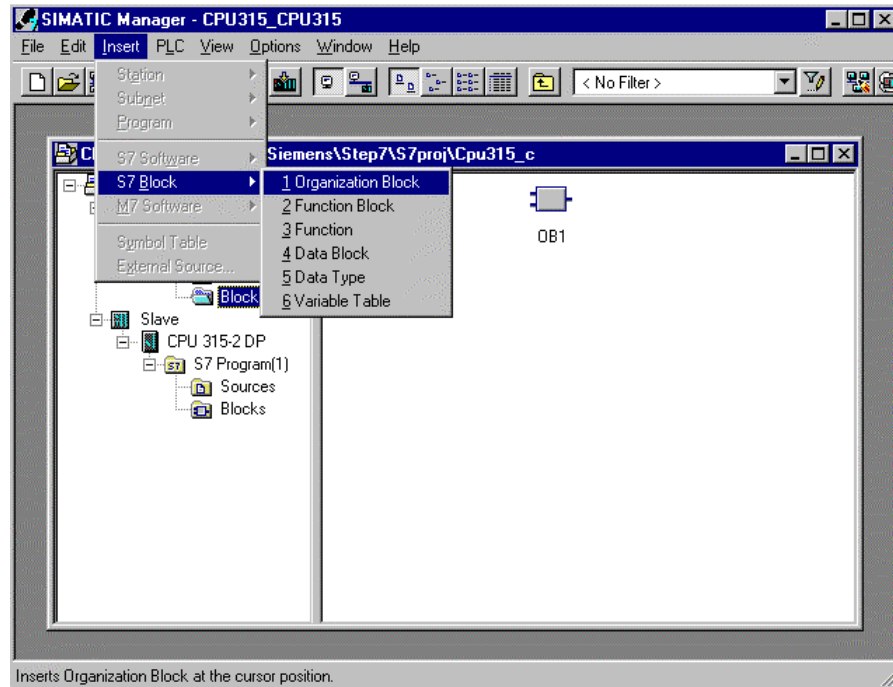 SIMATIC Manager - CPU315_CPU315
File Edit Insert PLC View Options Window Help
Station
Subnet
Program
< No Filter >
Siemens\Step7\S7proj\Cpu315_c
S7 Software
S7 Block
M7 Software
Symbol Table
External Source...
1 Organization Block
2 Function Block
3 Function
4 Data Block
5 Data Type
6 Variable Table
OB1
Block
Slave
CPU 315-2 DP
S7 S7 Program(1)
Sources
Blocks
Inserts Organization Block at the cursor position.